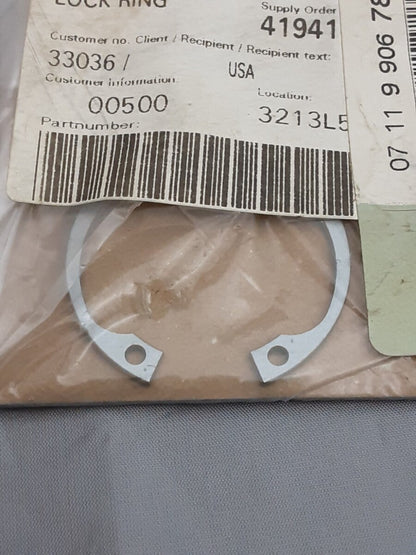 LOCK RING
Supply Order
41941
Customer no. Client / Recipient / Recipient text:
33036 / USA
Customer information: Location:
00500 3213L5
Partnumber:
07 11 9 906 78